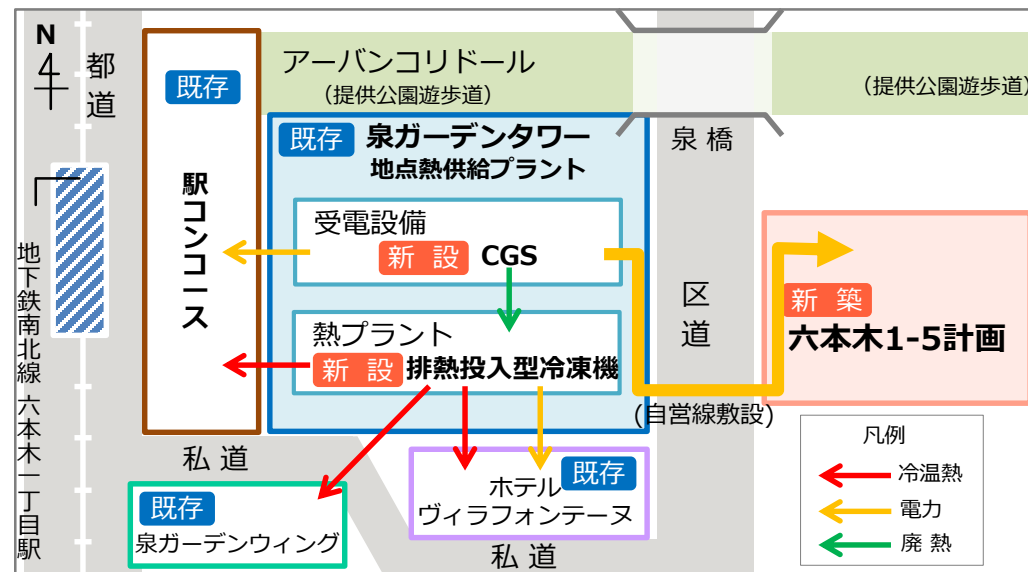 N
都道
既存
駅コンコース
アーバンコリドール
(提供公園遊歩道)
(提供公園遊歩道)
既存 泉ガーデンタワー
地点熱供給プラント
泉橋
受電設備
新設 CGS
熱プラント
新設 排熱投入型冷凍機
区道
新築
六本木1-5計画
(自営線敷設)
地下鉄南北線 六本木一丁目駅
私道
既存
泉ガーデンウィング
ホテル 既存
ヴィラフォンテーヌ
私道
凡例
冷温熱
電力
廃熱